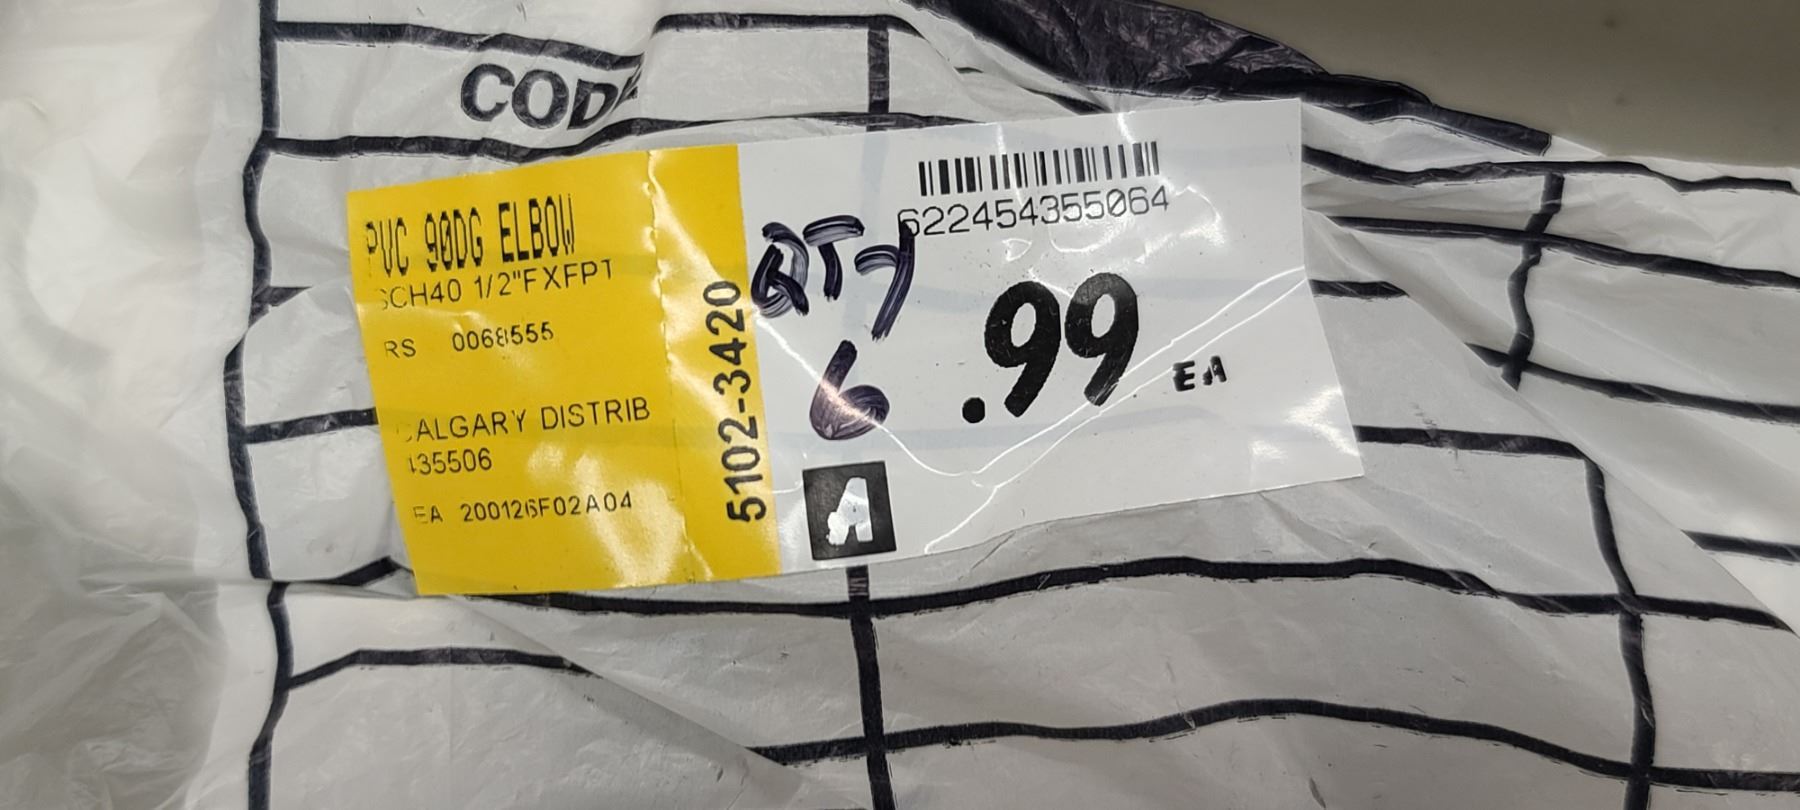 COD
PVC 90DG ELBOW
SCH40 1/2"FXFPT
RS 0068555
CALGARY DISTRIB
435506
EA 200126F02A04
5102-3420
QTY
6
622454355064
.99 EA
A